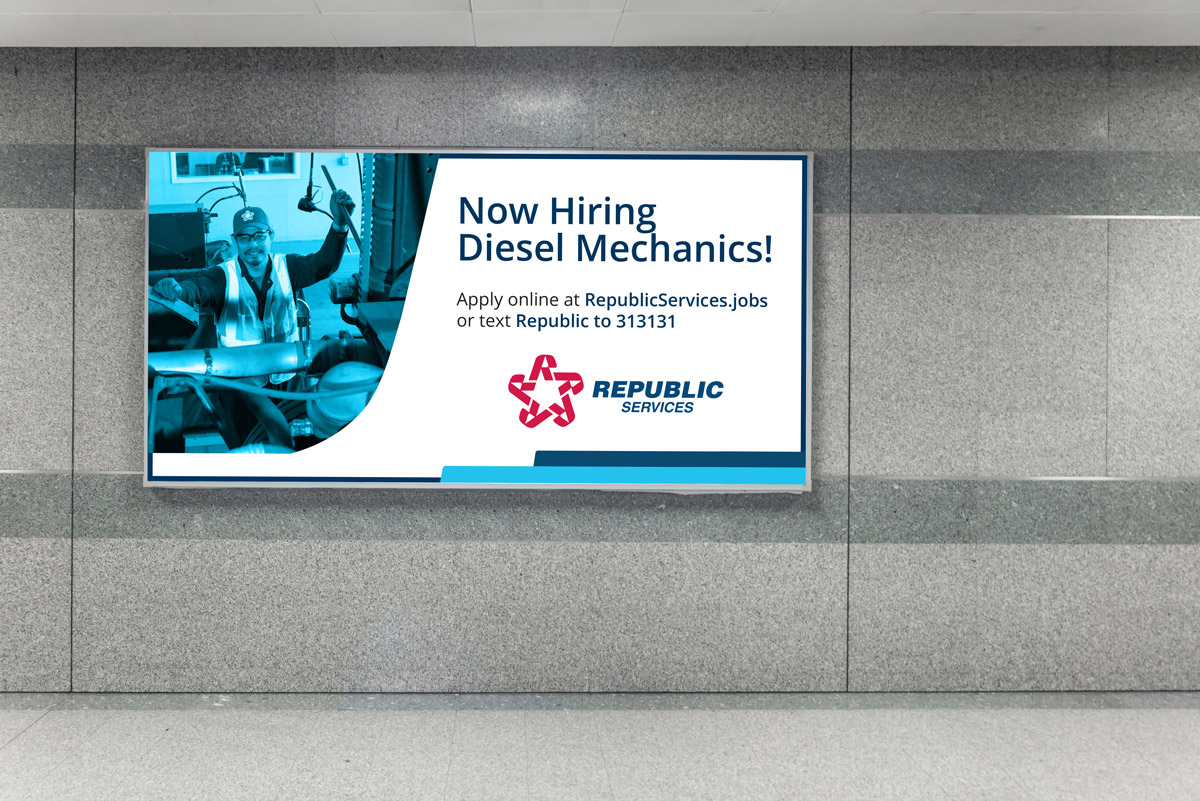 Now Hiring
Diesel Mechanics!
Apply online at RepublicServices.jobs
or text Republic to 313131
REPUBLIC
SERVICES